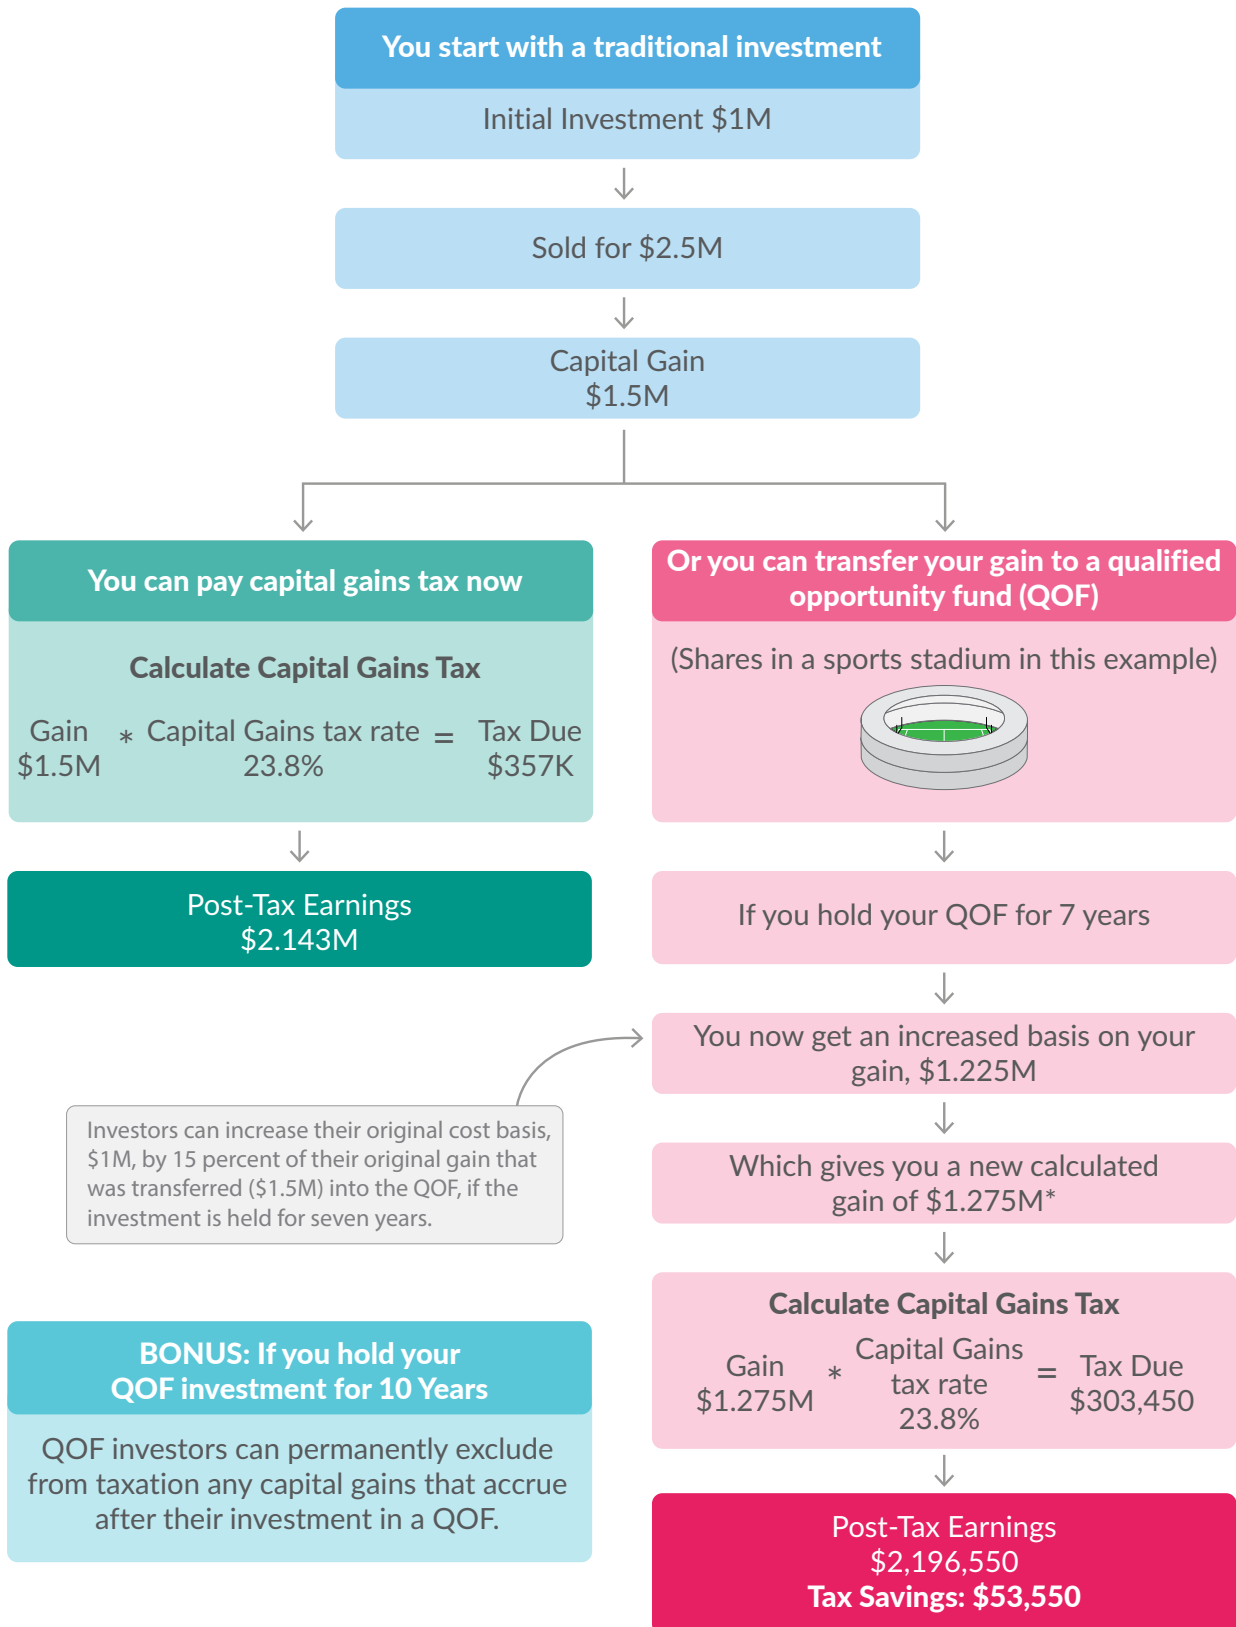 You start with a traditional investment
Initial Investment $1M
Sold for $2.5M
Capital Gain
$1.5M
You can pay capital gains tax now
Calculate Capital Gains Tax
Gain * Capital Gains tax rate = Tax Due
$1.5M 23.8% $357K
Post-Tax Earnings
$2.143M
Or you can transfer your gain to a qualified
opportunity fund (QOF)
(Shares in a sports stadium in this example)
If you hold your QOF for 7 years
You now get an increased basis on your
gain, $1.225M
Investors can increase their original cost basis,
$1M, by 15 percent of their original gain that
was transferred ($1.5M) into the QOF, if the
investment is held for seven years.
Which gives you a new calculated
gain of $1.275M*
Calculate Capital Gains Tax
Gain * Capital Gains = Tax Due
$1.275M tax rate $303,450
23.8%
Post-Tax Earnings
$2,196,550
Tax Savings: $53,550
BONUS: If you hold your
QOF investment for 10 Years
QOF investors can permanently exclude
from taxation any capital gains that accrue
after their investment in a QOF.